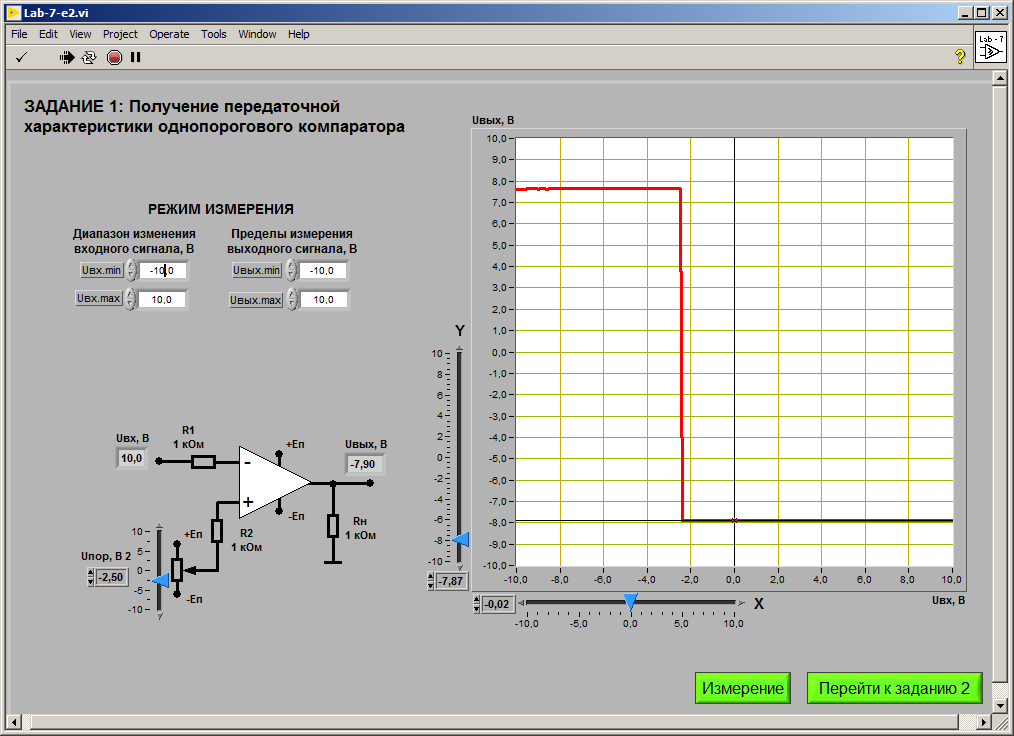 Lab-7-e2.vi
File Edit View Project Operate Tools Window Help
?
Lab - 7
ЗАДАНИЕ 1: Получение передаточной
характеристики однопорогового компаратора
РЕЖИМ ИЗМЕРЕНИЯ
Диапазон изменения
входного сигнала, В
Uвх.min -10,0
Uвх.max 10,0
Пределы измерения
выходного сигнала, В
Uвых.min -10,0
Uвых.max 10,0
Uвых, В
10,0
9,0
8,0
7,0
6,0
5,0
4,0
3,0
2,0
1,0
0,0
-1,0
-2,0
-3,0
-4,0
-5,0
-6,0
-7,0
-8,0
-9,0
-10,0
-10,0 -8,0 -6,0 -4,0 -2,0 0,0 2,0 4,0 6,0 8,0 10,0
Uвх, В
Y
10
8
6
4
2
0
-2
-4
-6
-8
-10
-7,87
-0,02
X
-10,0 -5,0 0,0 5,0 10,0
Uвх, В
10,0
R1
1 кОм
-
+
+Eп
-Eп
Uвых, В
-7,90
Rн
1 кОм
R2
1 кОм
Uпор, В 2
-2,50
10
5
0
-5
-10
+Eп
-Eп
Измерение
Перейти к заданию 2